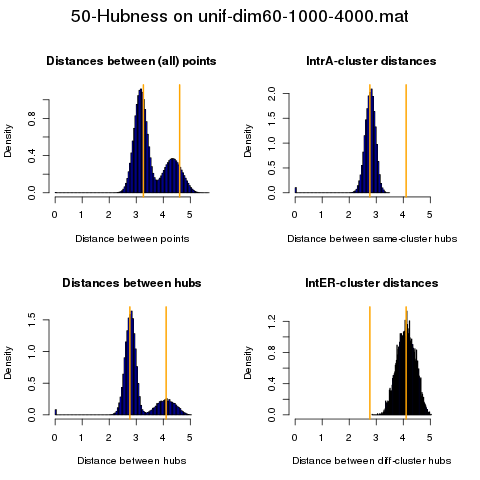 50-Hubness on unif-dim60-1000-4000.mat
Distances between (all) points
Density
0.0 0.4 0.8
0 1 2 3 4 5
Distance between points
IntrA-cluster distances
Density
0.0 0.5 1.0 1.5 2.0
0 1 2 3 4 5
Distance between same-cluster hubs
Distances between hubs
Density
0.0 0.5 1.0 1.5
0 1 2 3 4 5
Distance between hubs
IntER-cluster distances
Density
0.0 0.4 0.8 1.2
0 1 2 3 4 5
Distance between diff-cluster hubs